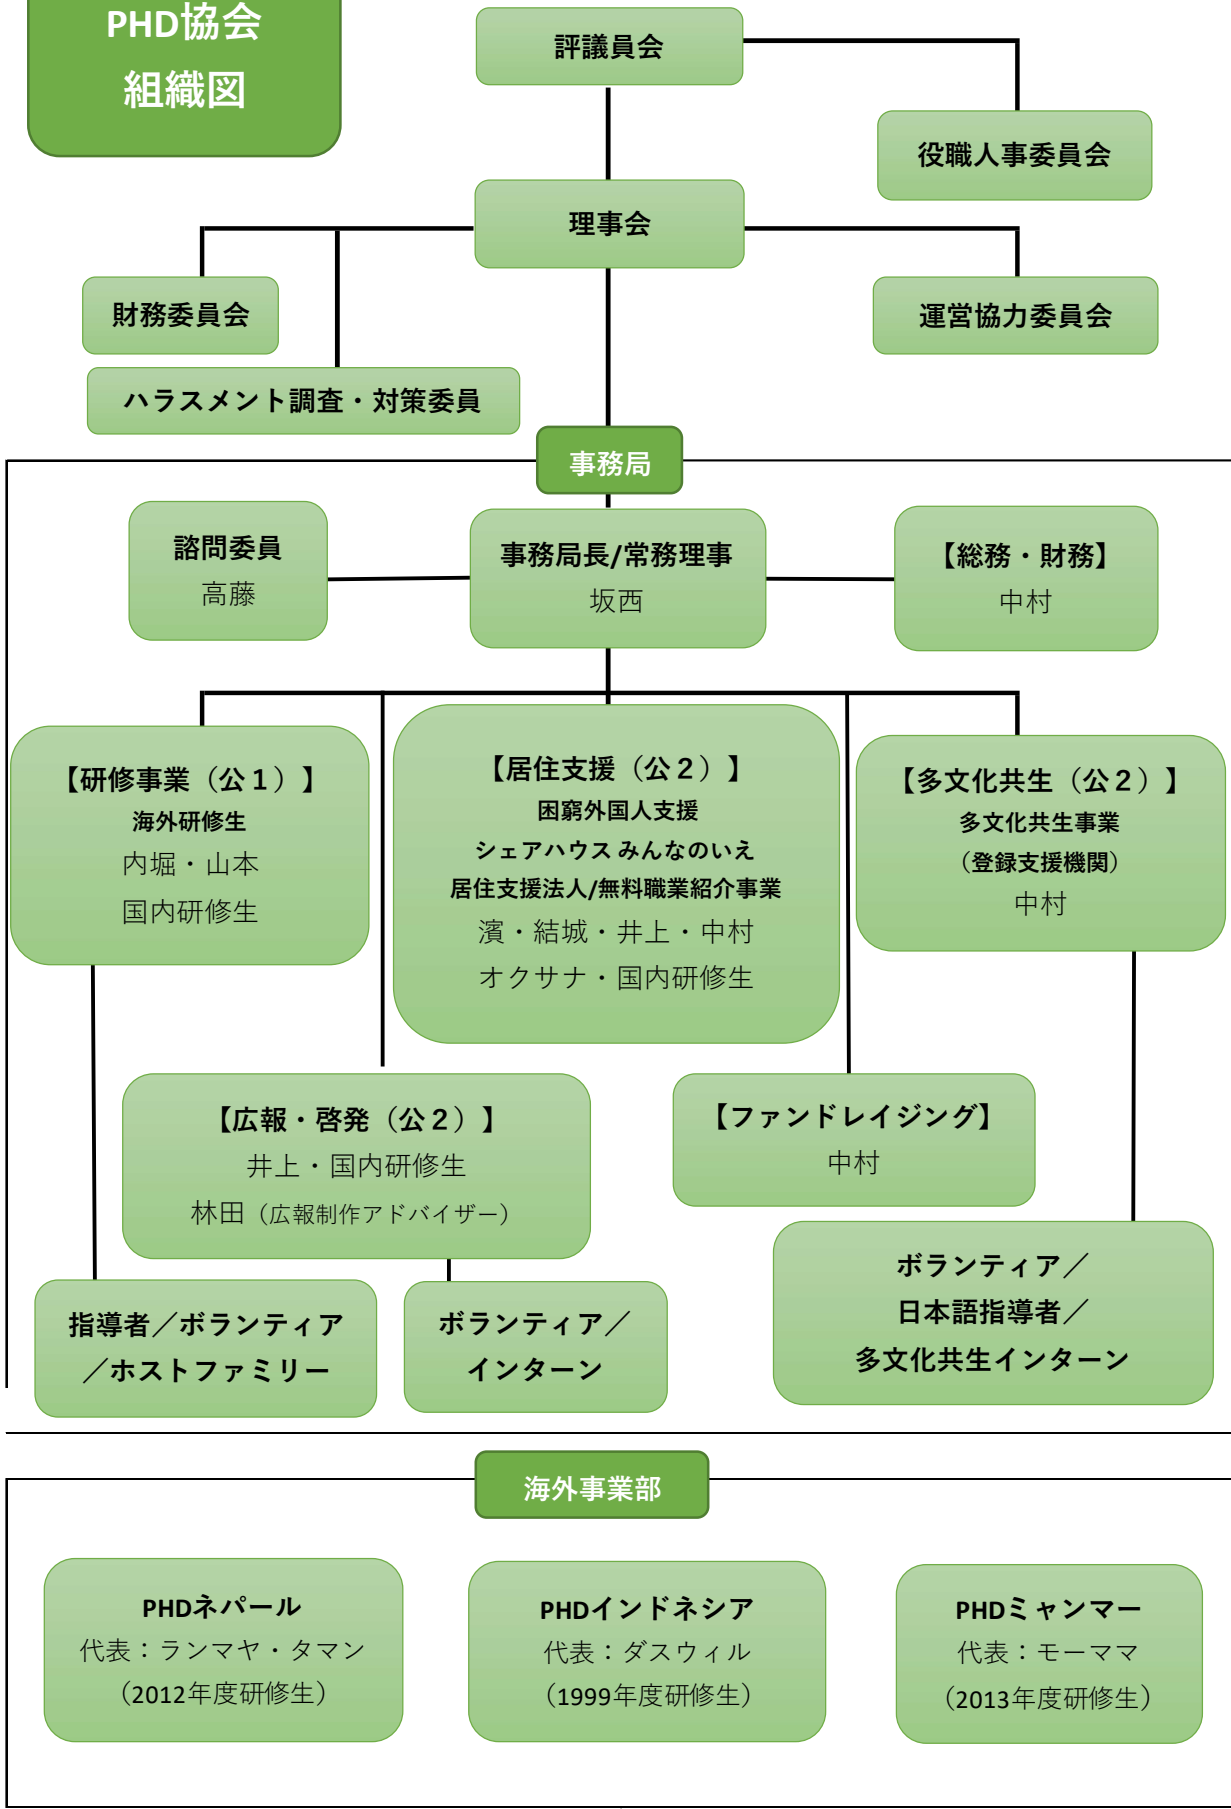 PHD協会
組織図
評議員会
役職人事委員会
理事会
財務委員会
運営協力委員会
ハラスメント調査・対策委員
事務局
諮問委員
高藤
事務局長/常務理事
坂西
【総務・財務】
中村
【研修事業（公１）】
海外研修生
内堀・山本
国内研修生
【居住支援（公２）】
困窮外国人支援
シェアハウス みんなのいえ
居住支援法人/無料職業紹介事業
濱・結城・井上・中村
オクサナ・国内研修生
【多文化共生（公２）】
多文化共生事業
（登録支援機関）
中村
【広報・啓発（公２）】
井上・国内研修生
林田（広報制作アドバイザー）
【ファンドレイジング】
中村
指導者／ボランティア
／ホストファミリー
ボランティア／
インターン
ボランティア／
日本語指導者／
多文化共生インターン
海外事業部
PHDネパール
代表：ランマヤ・タマン
（2012年度研修生）
PHDインドネシア
代表：ダスウィル
（1999年度研修生）
PHDミャンマー
代表：モーママ
（2013年度研修生）